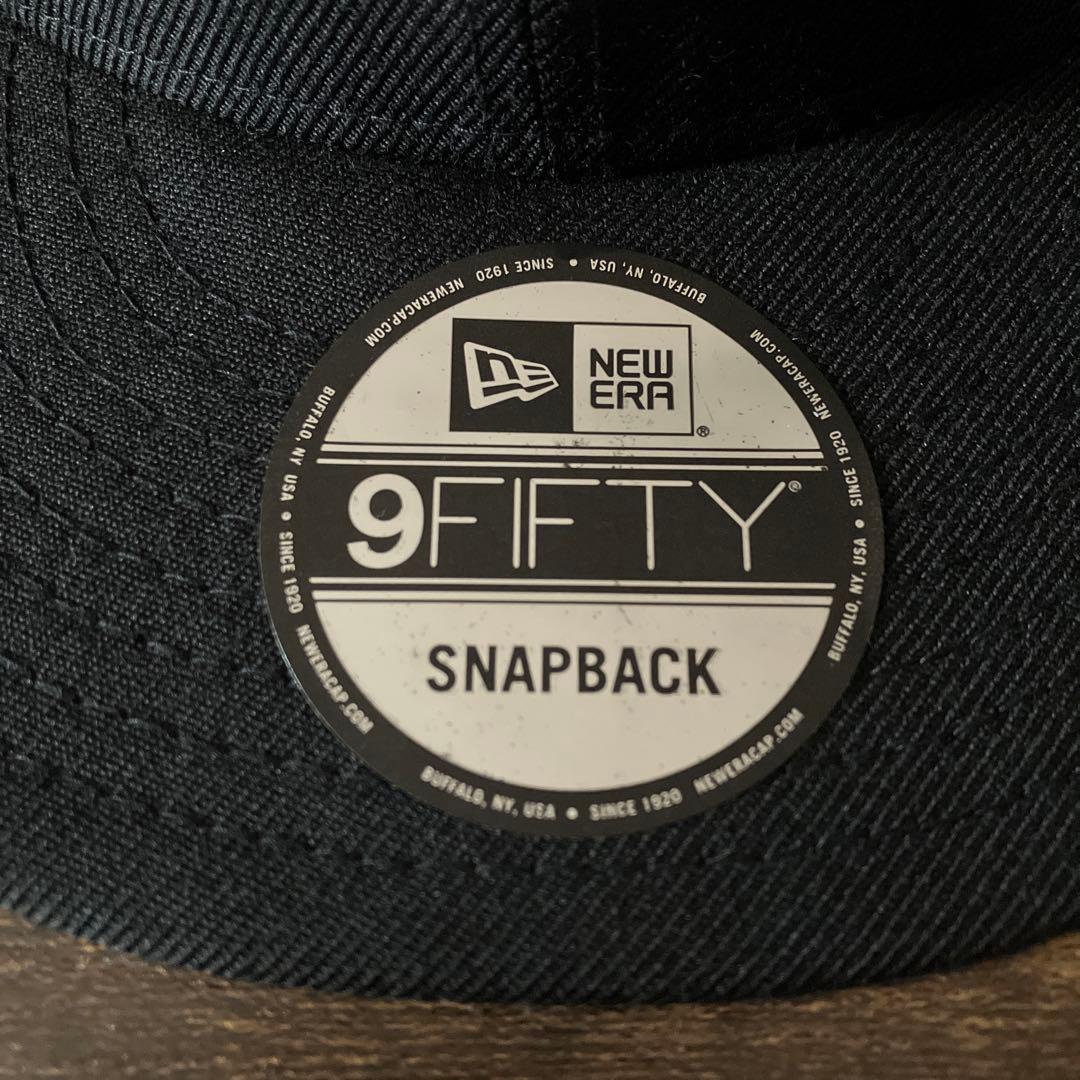 NEW
ERA
®
9FIFTY®
SNAPBACK
BUFFALO, NY, USA • SINCE 1920 NEWERACAP.COM
BUFFALO, NY, USA • SINCE 1920 NEWERACAP.COM
BUFFALO, NY, USA • SINCE 1920 NEWERACAP.COM
BUFFALO, NY USA • SINCE 1920 NEWERACAP.COM